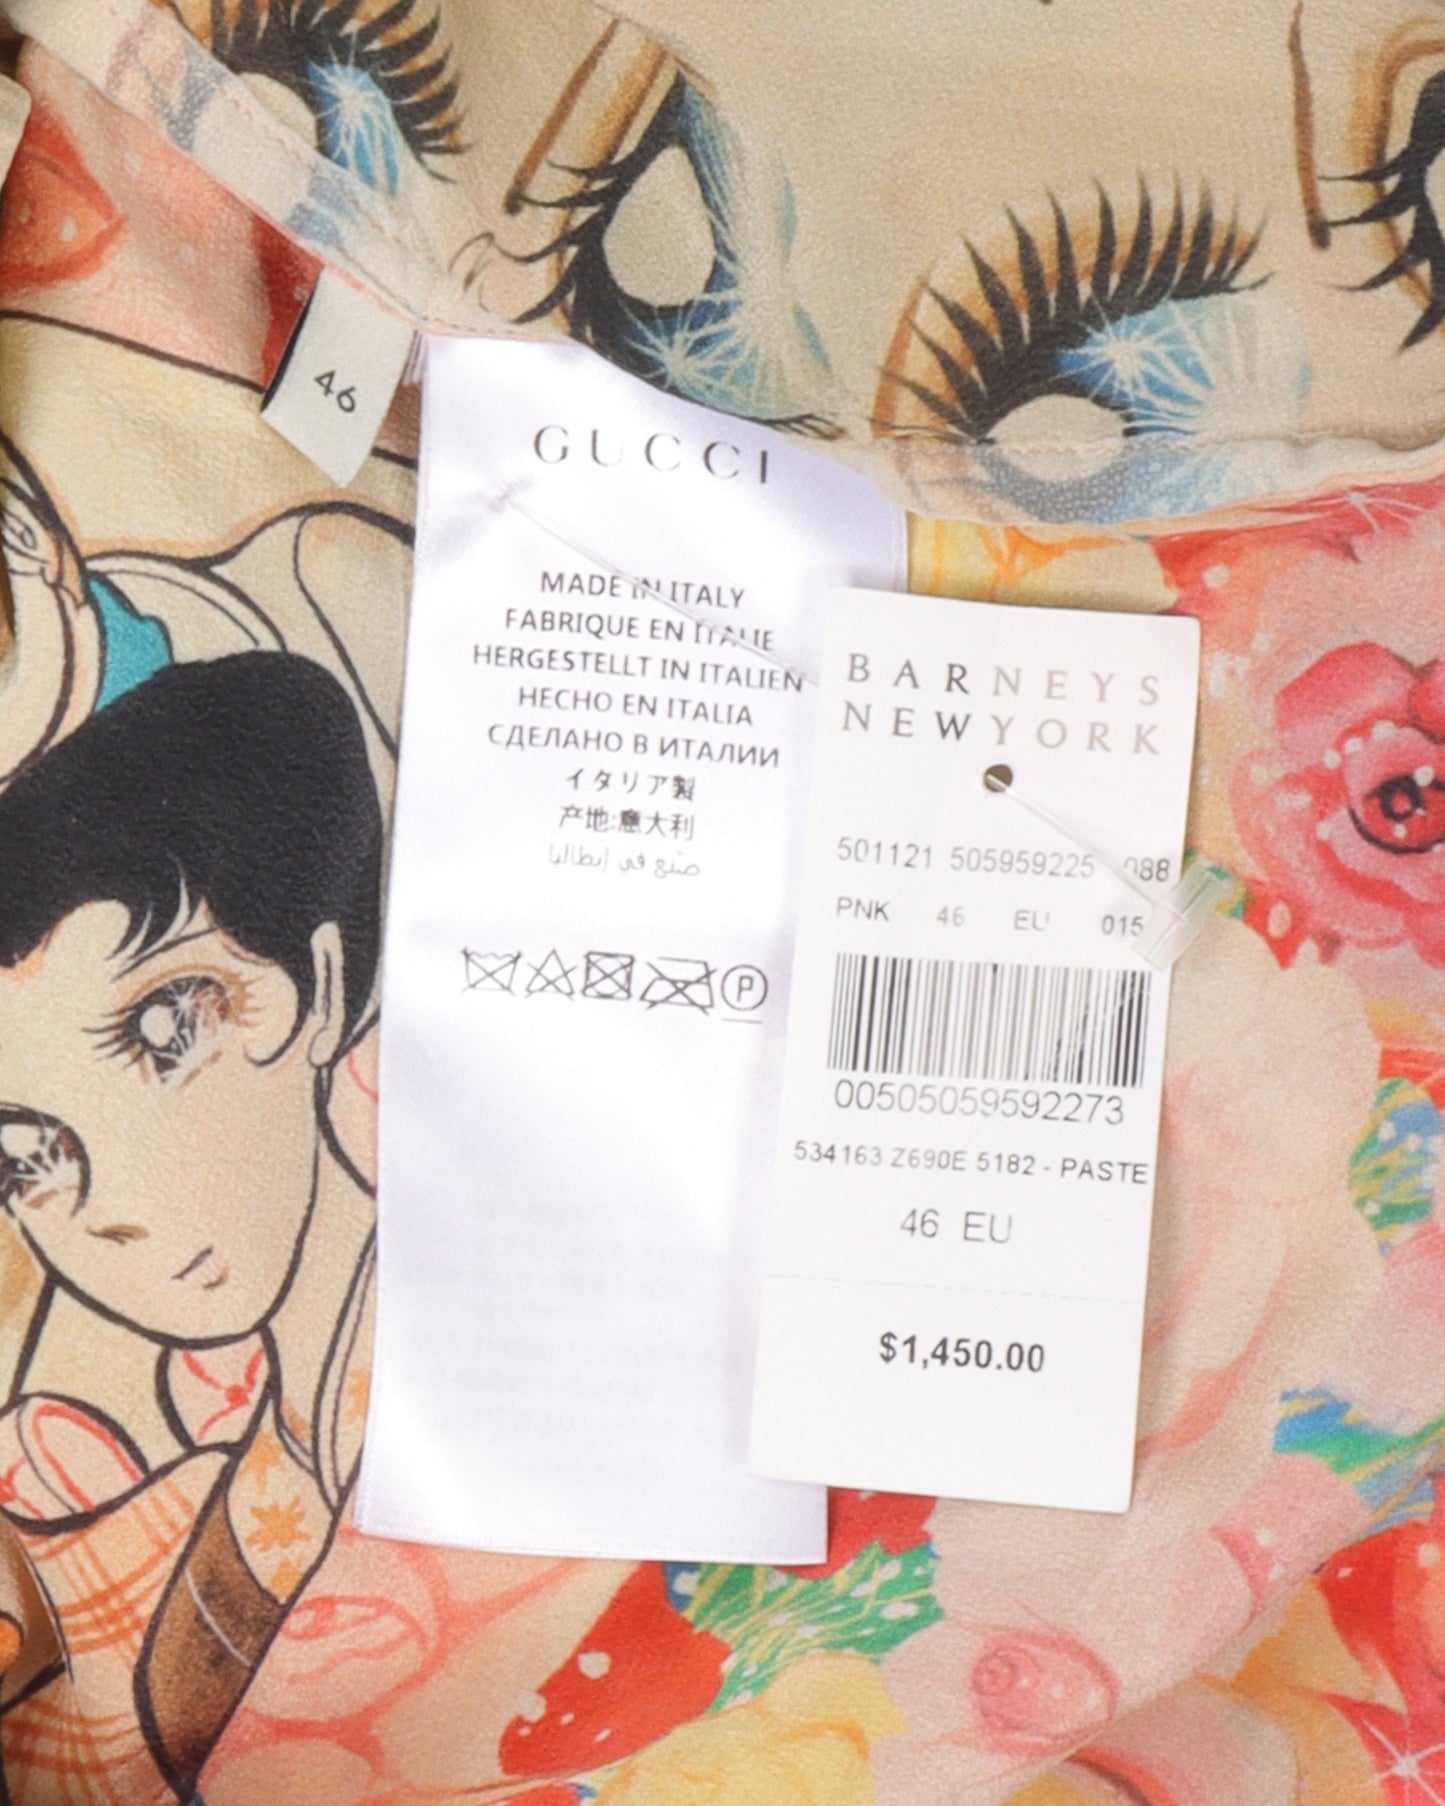 46
GUCCI
MADE IN ITALY
FABRIQUE EN ITALIE
HERGESTELLT IN ITALIEN
HECHO EN ITALIA
СДЕЛАНО В ИТАЛИИ
イタリア製
产地:意大利
صنع في إيطاليا
P
BARNEYS
NEWYORK
501121 505959225 088
PNK 46 EU 015
00505059592273
534163 Z690E 5182 - PASTE
46 EU
$1,450.00